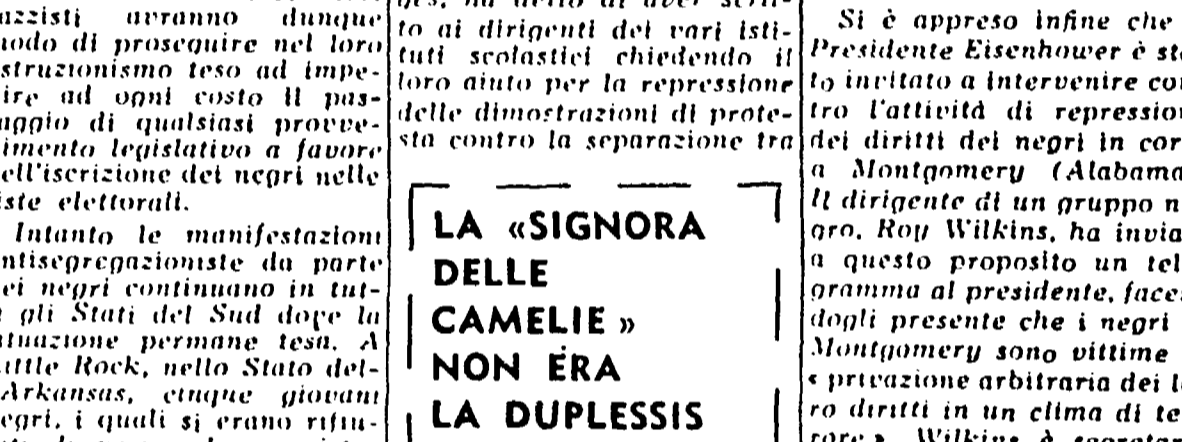 azzisti avranno dunque
modo di proseguire nel loro
struzionismo teso ad impe-
ire ad ogni costo il pas-
aggio di qualsiasi provve-
imento legislativo a favore
ell'iscrizione dei negri nelle
iste elettorali.
Intanto le manifestazioni
ntisegregazioniste da parte
ei negri continuano in tut-
gli Stati del Sud dove la
ituazione permane tesa. A
ittle Rock, nello Stato del-
Arkansas, cinque giovani
egri, i quali si erano rifiu-
to ai dirigenti dei vari isti-
tuti scolastici chiedendo il
loro aiuto per la repressione
delle dimostrazioni di prote-
sta contro la separazione tra
LA «SIGNORA
DELLE
CAMELIE»
NON ERA
LA DUPLESSIS
Si è appreso infine che
Presidente Eisenhower è sta
to invitato a intervenire con
tro l'attività di repression
dei diritti dei negri in cor
a Montgomery (Alabama
Il dirigente di un gruppo n
gro, Roy Wilkins, ha invia
a questo proposito un tel
gramma al presidente, face
dogli presente che i negri
Montgomery sono vittime
« privazione arbitraria dei l
ro diritti in un clima di te
rore». Wilkins è